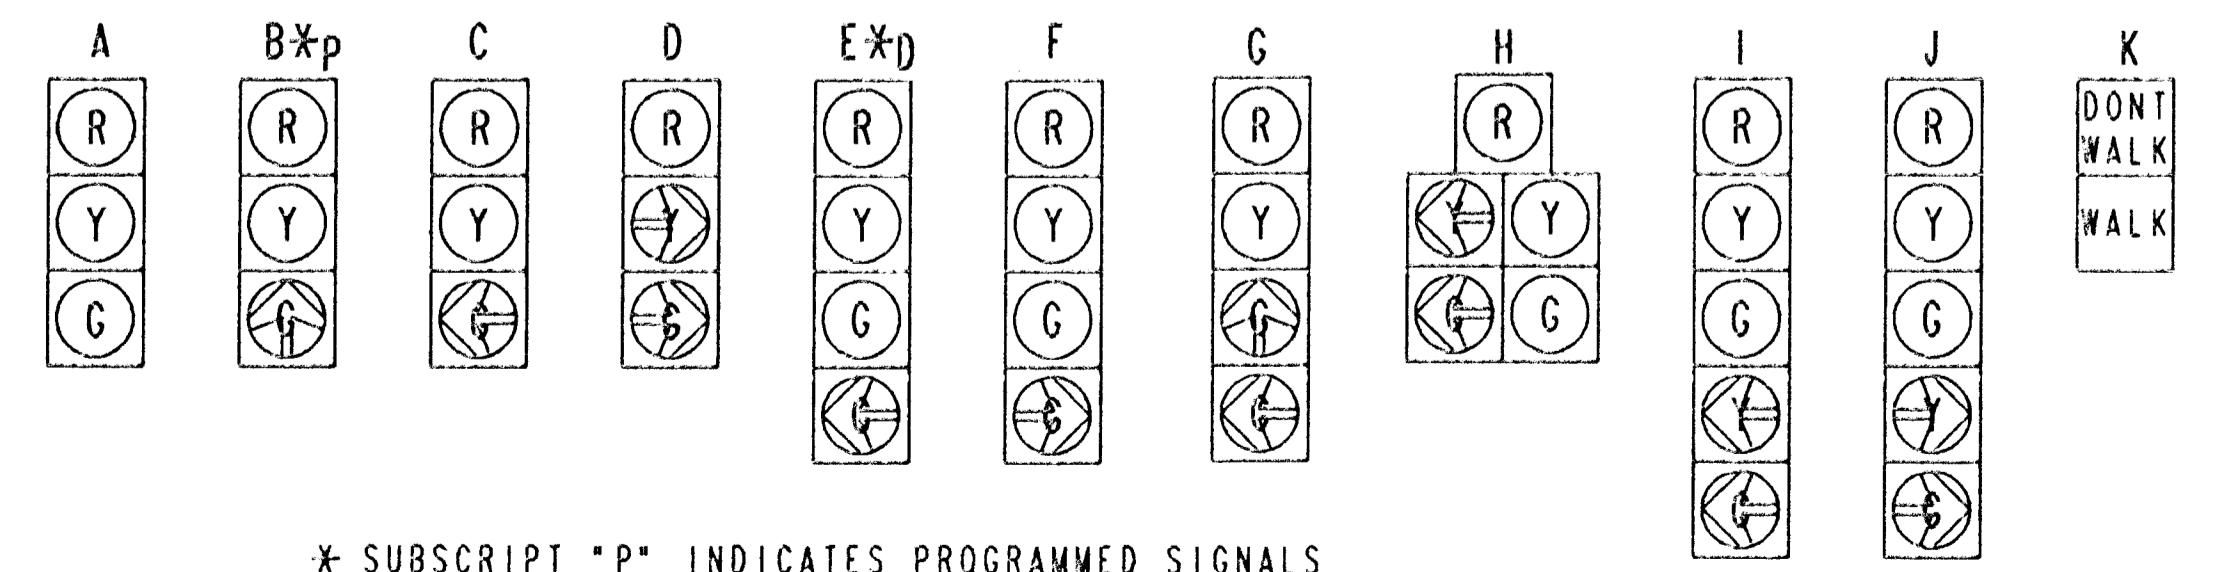 A B*p C D E*D F G H I J K
R R R R R R R R R R DONT
WALK
Y Y Y Y Y Y Y Y Y Y Y WALK
G G G G G G G G G G G
G G G Y Y
G G
* SUBSCRIPT "P" INDICATES PROGRAMMED SIGNALS